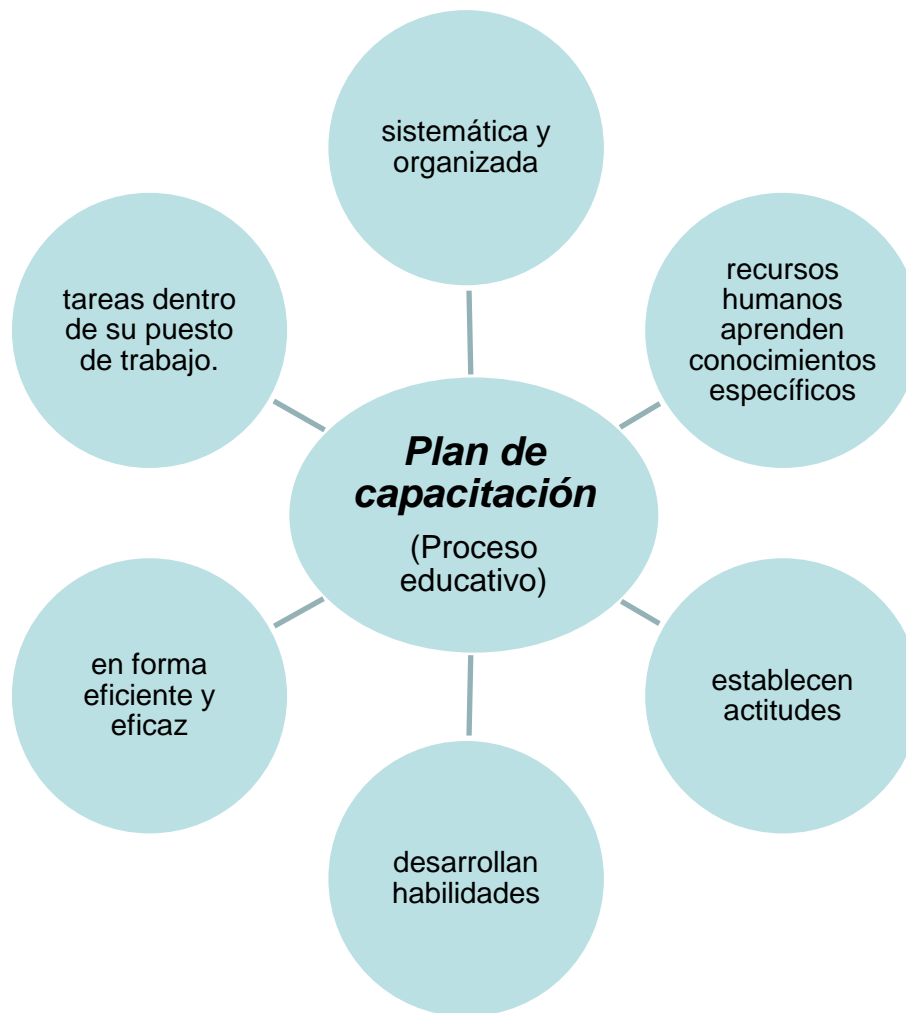 sistemática y
organizada
recursos
humanos
aprenden
conocimientos
específicos
tareas dentro
de su puesto
de trabajo.
Plan de
capacitación
(Proceso
educativo)
en forma
eficiente y
eficaz
establecen
actitudes
desarrollan
habilidades